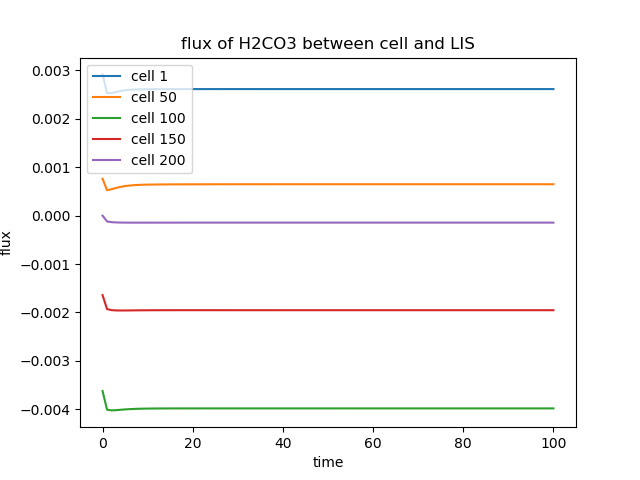 flux of H2CO3 between cell and LIS
cell 1
cell 50
cell 100
cell 150
cell 200
0.003
0.002
0.001
0.000
−0.001
−0.002
−0.003
−0.004
flux
0
20
40
60
80
100
time